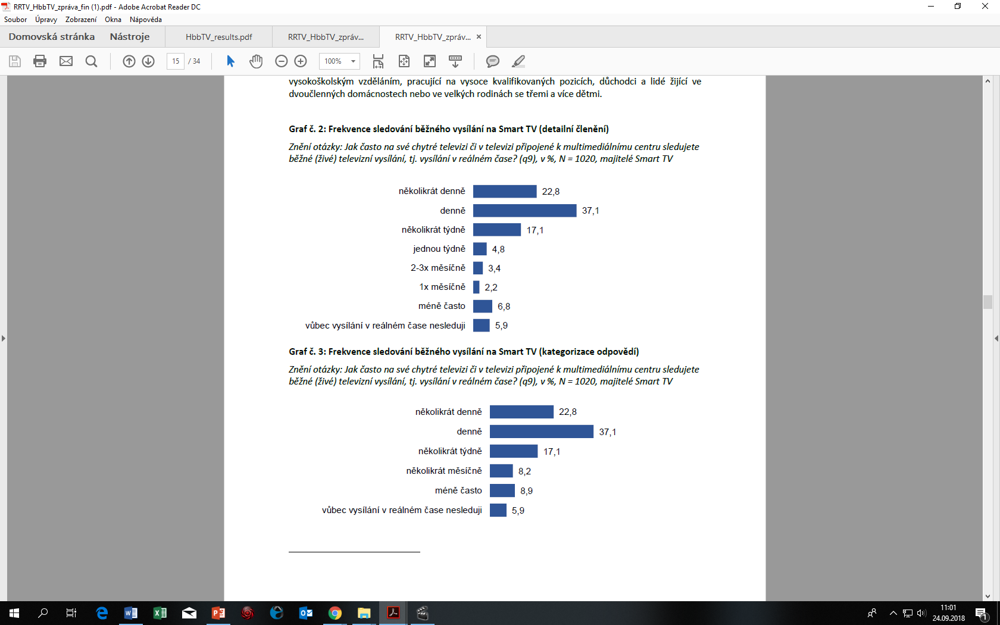 RRTV_HbbTV_zpráva_fin (1).pdf - Adobe Acrobat Reader DC
Soubor Úpravy Zobrazení Okna Nápověda
Domovská stránka Nástroje HbbTV_results.pdf RRTV_HbbTV_zpráv... RRTV_HbbTV_zpráv... ×
15 / 34 100%
vysokoškolským vzděláním, pracující na vysoce kvalifikovaných pozicích, důchodci a lidé žijící ve
dvoučlenných domácnostech nebo ve velkých rodinách se třemi a více dětmi.
Graf č. 2: Frekvence sledování běžného vysílání na Smart TV (detailní členění)
Znění otázky: Jak často na své chytré televizi či v televizi připojené k multimediálnímu centru sledujete
běžné (živé) televizní vysílání, tj. vysílání v reálném čase? (q9), v %, N = 1020, majitelé Smart TV
několikrát denně 22,8
denně 37,1
několikrát týdně 17,1
jednou týdně 4,8
2-3x měsíčně 3,4
1x měsíčně 2,2
méně často 6,8
vůbec vysílání v reálném čase nesleduji 5,9
Graf č. 3: Frekvence sledování běžného vysílání na Smart TV (kategorizace odpovědí)
Znění otázky: Jak často na své chytré televizi či v televizi připojené k multimediálnímu centru sledujete
běžné (živé) televizní vysílání, tj. vysílání v reálném čase? (q9), v %, N = 1020, majitelé Smart TV
několikrát denně 22,8
denně 37,1
několikrát týdně 17,1
několikrát měsíčně 8,2
méně často 8,9
vůbec vysílání v reálném čase nesleduji 5,9
11:01
24.09.2018
1